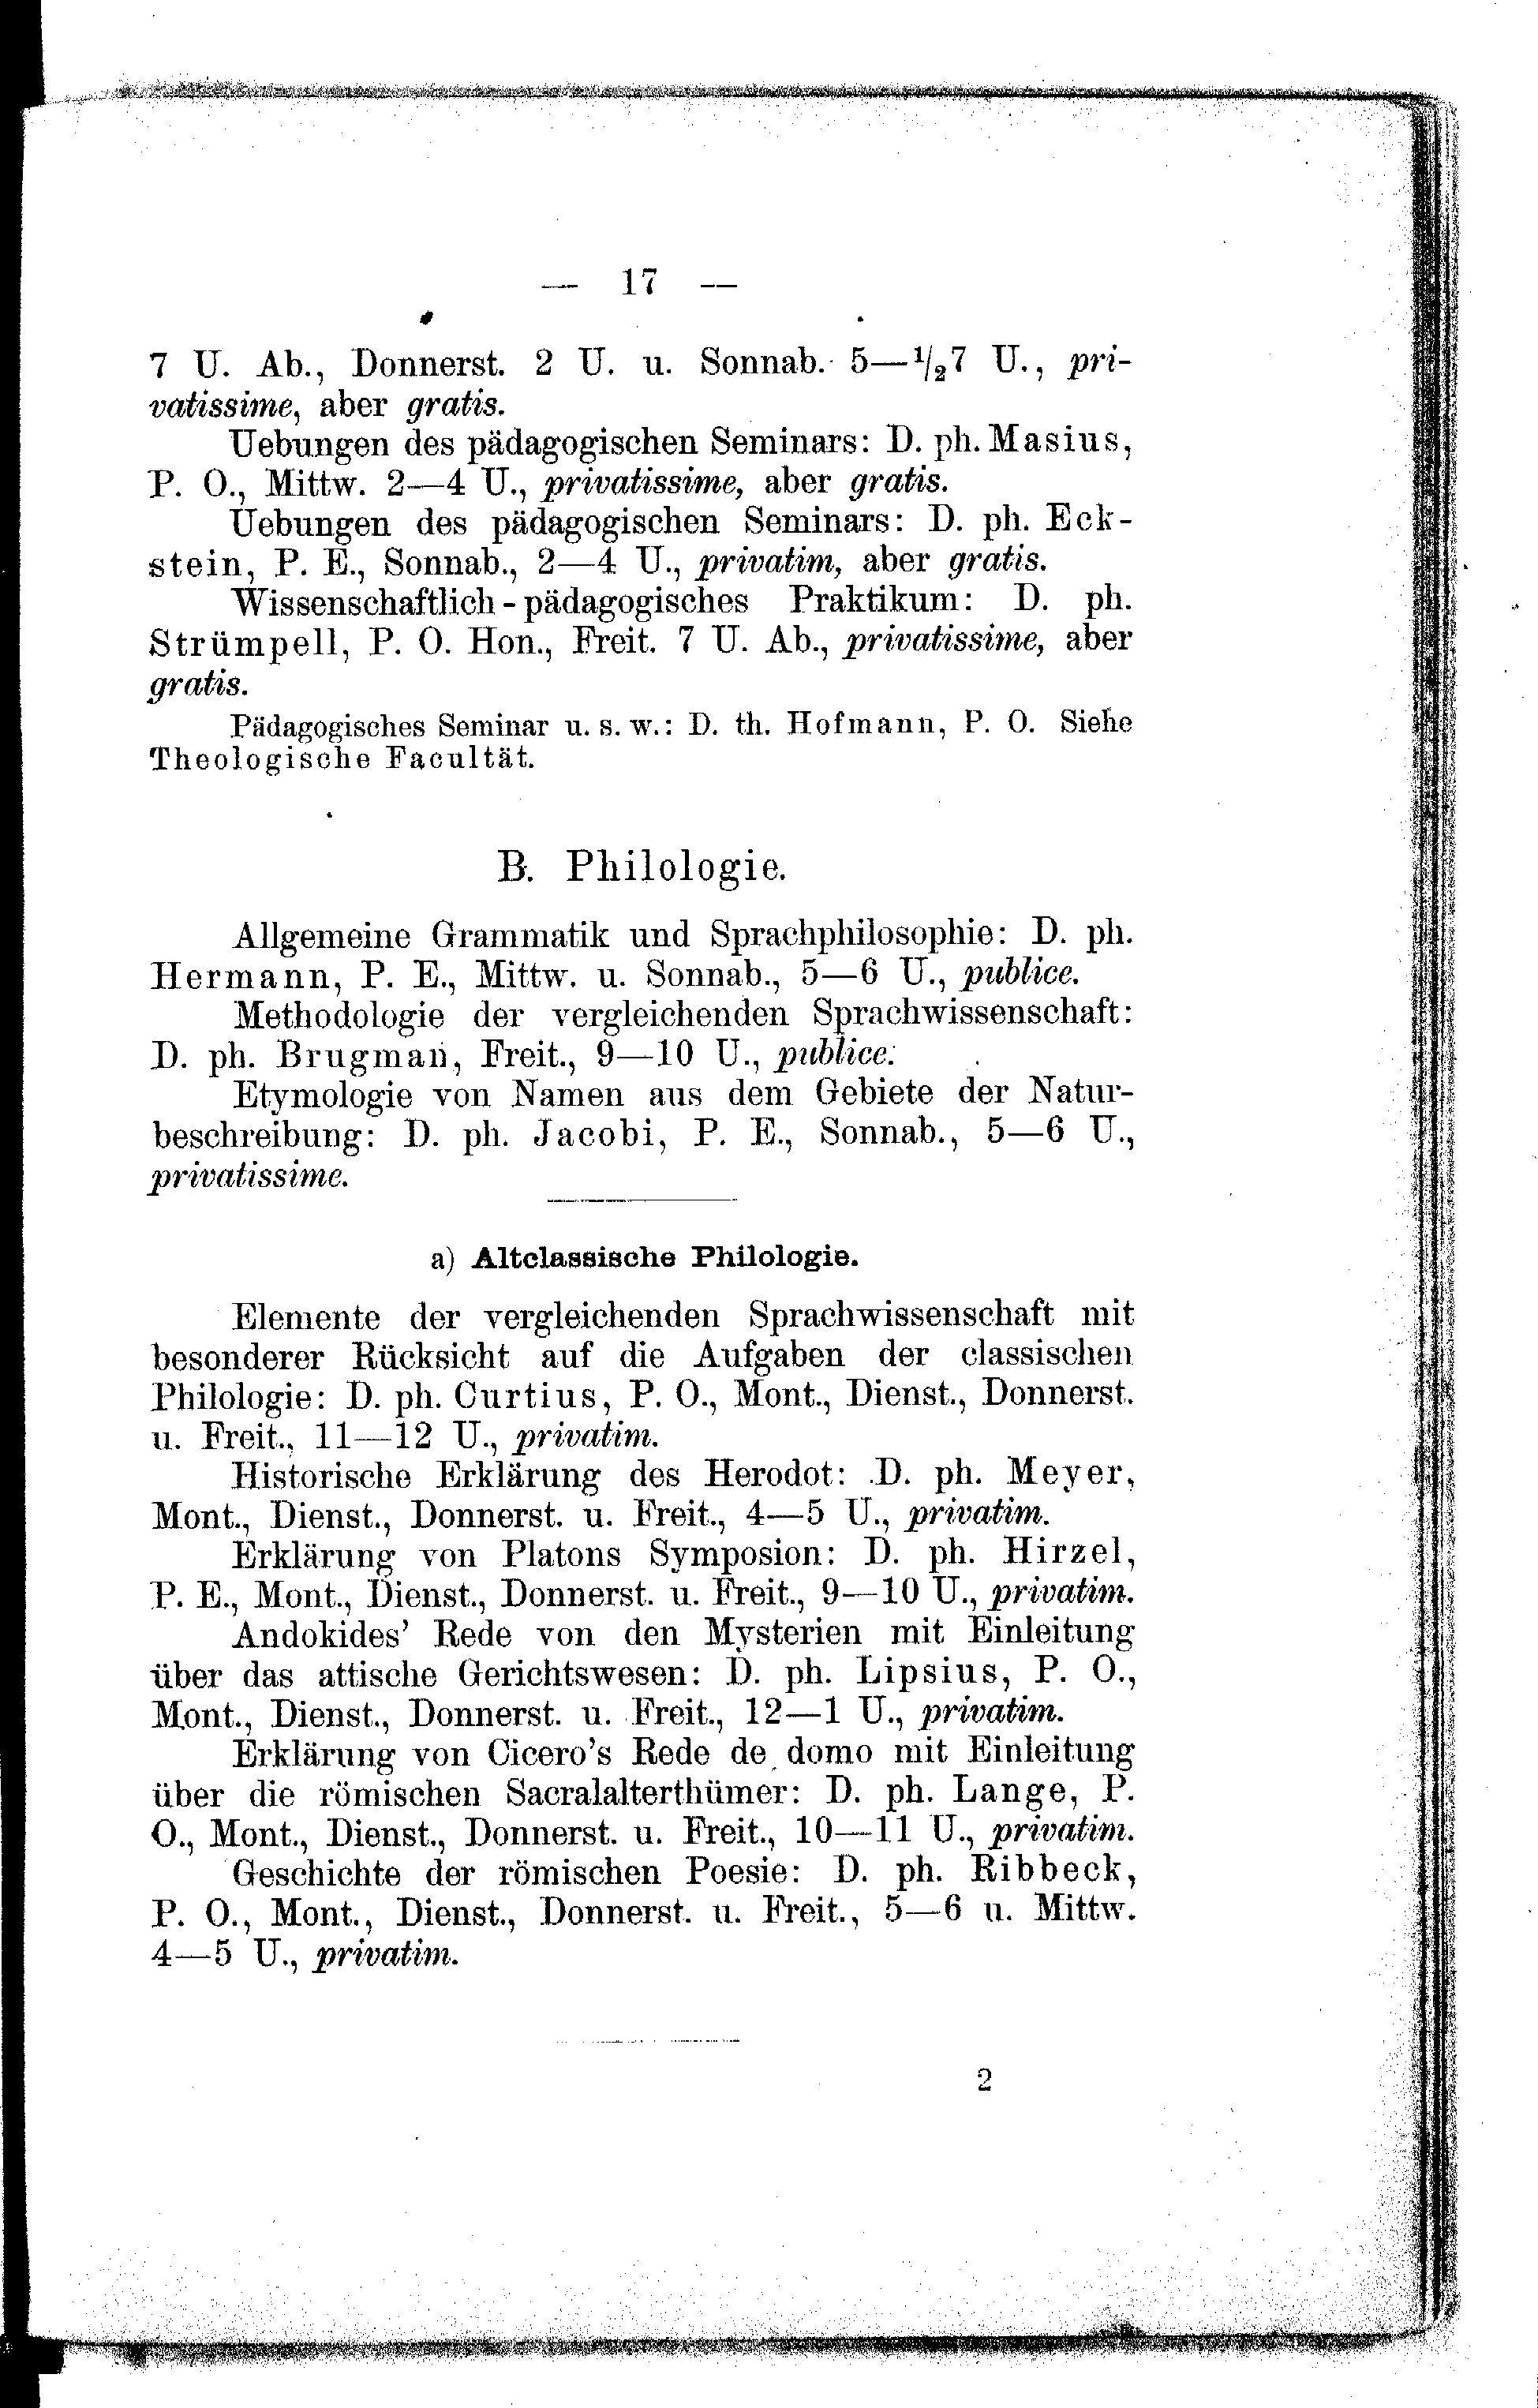 — 17 —
7 U. Ab., Donnerst. 2 U. u. Sonnab. 5—1/27 U., pri-
vatissime, aber gratis.
Uebungen des pädagogischen Seminars: D. ph. Masius,
P. O., Mittw. 2—4 U., privatissime, aber gratis.
Uebungen des pädagogischen Seminars: D. ph. Eck-
stein, P. E., Sonnab., 2—4 U., privatim, aber gratis.
Wissenschaftlich-pädagogisches Praktikum: D. ph.
Strümpell, P. O. Hon., Freit. 7 U. Ab., privatissime, aber
gratis.
Pädagogisches Seminar u. s. w.: D. th. Hofmann, P. O. Siehe
Theologische Facultät.
B. Philologie.
Allgemeine Grammatik und Sprachphilosophie: D. ph.
Hermann, P. E., Mittw. u. Sonnab., 5—6 U., publice.
Methodologie der vergleichenden Sprachwissenschaft:
D. ph. Brugman, Freit., 9—10 U., publice.
Etymologie von Namen aus dem Gebiete der Natur-
beschreibung: D. ph. Jacobi, P. E., Sonnab., 5—6 U.,
privatissime.
a) Altclassische Philologie.
Elemente der vergleichenden Sprachwissenschaft mit
besonderer Rücksicht auf die Aufgaben der classischen
Philologie: D. ph. Curtius, P. O., Mont., Dienst., Donnerst.
u. Freit., 11—12 U., privatim.
Historische Erklärung des Herodot: D. ph. Meyer,
Mont., Dienst., Donnerst. u. Freit., 4—5 U., privatim.
Erklärung von Platons Symposion: D. ph. Hirzel,
P. E., Mont., Dienst., Donnerst. u. Freit., 9—10 U., privatim.
Andokides' Rede von den Mysterien mit Einleitung
über das attische Gerichtswesen: D. ph. Lipsius, P. O.,
Mont., Dienst., Donnerst. u. Freit., 12—1 U., privatim.
Erklärung von Cicero's Rede de domo mit Einleitung
über die römischen Sacralalterthümer: D. ph. Lange, P.
O., Mont., Dienst., Donnerst. u. Freit., 10—11 U., privatim.
Geschichte der römischen Poesie: D. ph. Ribbeck,
P. O., Mont., Dienst., Donnerst. u. Freit., 5—6 u. Mittw.
4—5 U., privatim.
2